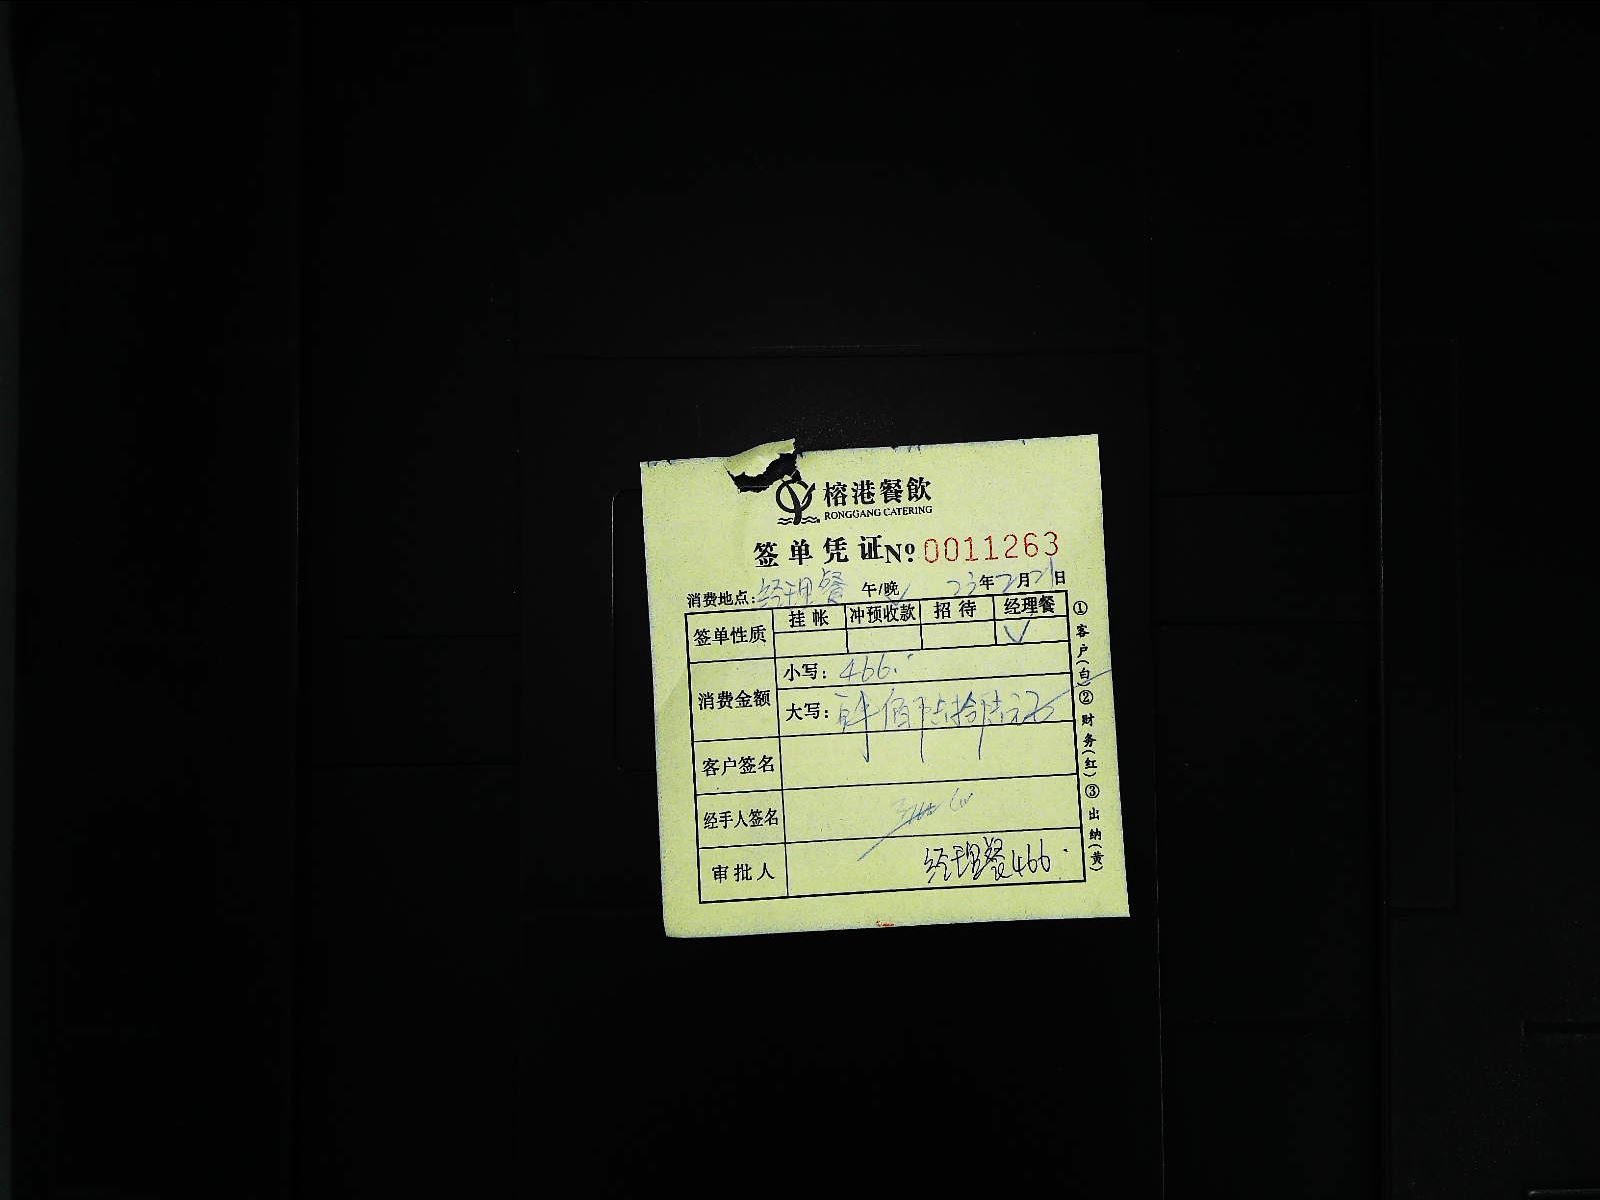 榕港餐飲
RONGGANG CATERING
签单凭证№ 0011263
消费地点:经理餐 午/晚 23年2月21日
签单性质 挂帐 冲预收款 招待 经理餐
√
消费金额 小写:466.
大写: 佰 拾陆元
客户签名
经手人签名
审批人 经理餐466.
①客户(白)②财务(红)③出纳(黄)